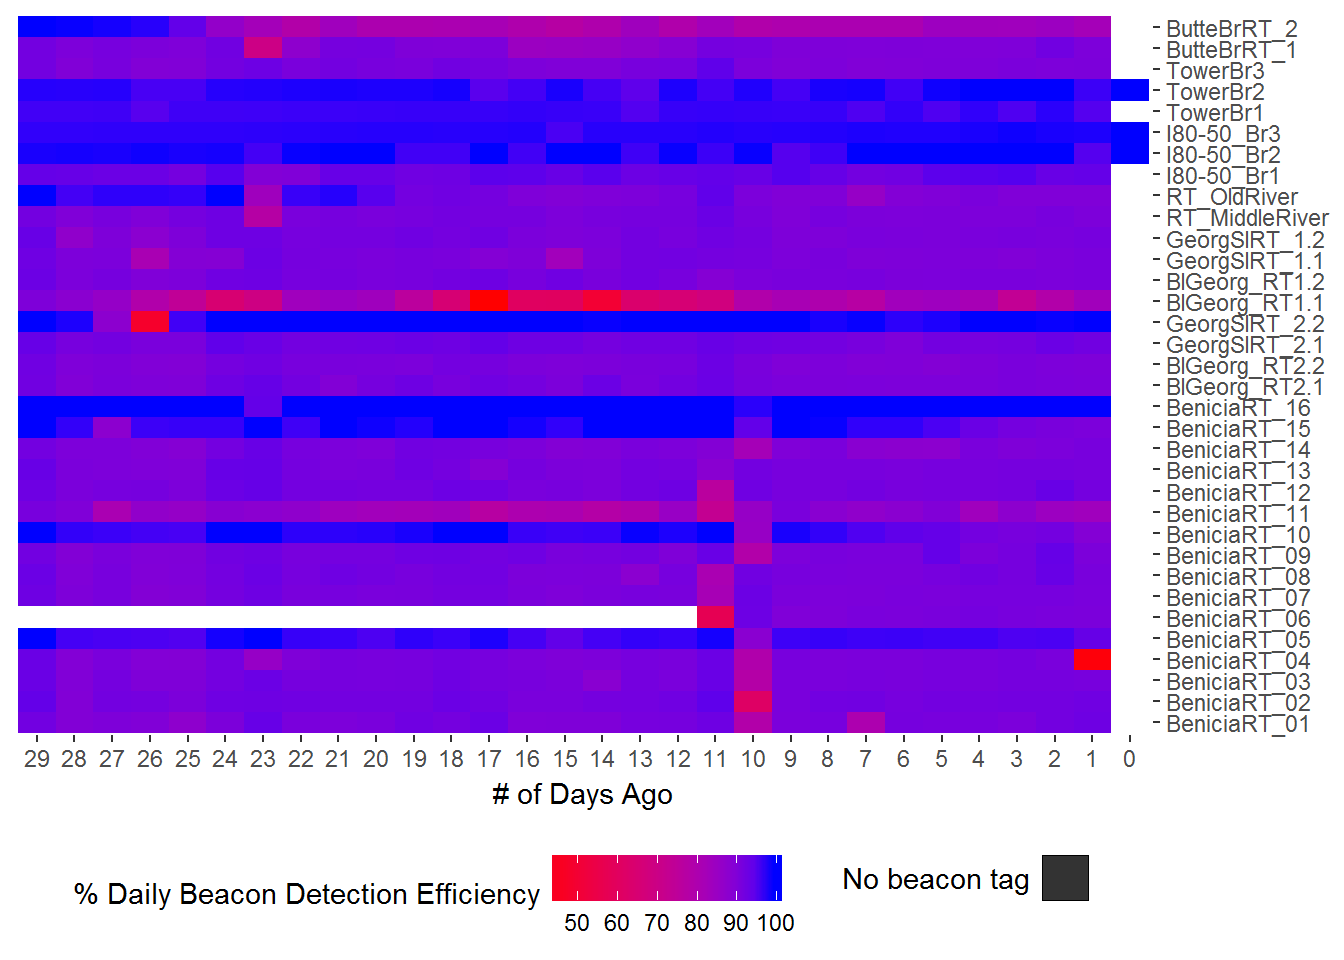 ButteBrRT_2
ButteBrRT_1
TowerBr3
TowerBr2
TowerBr1
I80-50_Br3
I80-50_Br2
I80-50_Br1
RT_OldRiver
RT_MiddleRiver
GeorgSlRT_1.2
GeorgSlRT_1.1
BlGeorg_RT1.2
BlGeorg_RT1.1
GeorgSlRT_2.2
GeorgSlRT_2.1
BlGeorg_RT2.2
BlGeorg_RT2.1
BeniciaRT_16
BeniciaRT_15
BeniciaRT_14
BeniciaRT_13
BeniciaRT_12
BeniciaRT_11
BeniciaRT_10
BeniciaRT_09
BeniciaRT_08
BeniciaRT_07
BeniciaRT_06
BeniciaRT_05
BeniciaRT_04
BeniciaRT_03
BeniciaRT_02
BeniciaRT_01
29 28 27 26 25 24 23 22 21 20 19 18 17 16 15 14 13 12 11 10 9 8 7 6 5 4 3 2 1 0
# of Days Ago
% Daily Beacon Detection Efficiency
50 60 70 80 90 100
No beacon tag